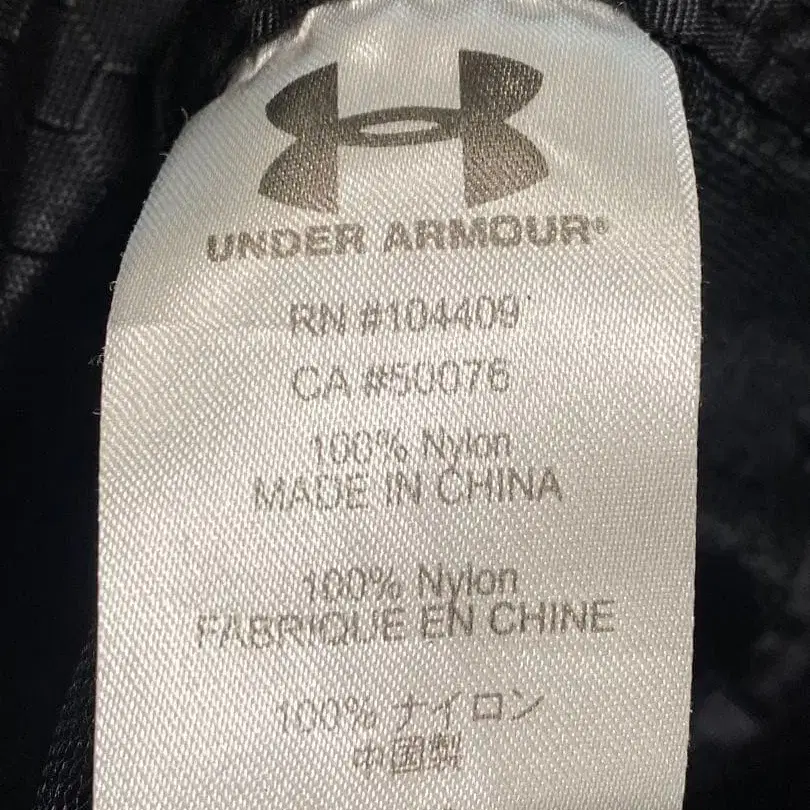 UNDER ARMOUR®
RN #104409
CA #50076
100% Nylon
MADE IN CHINA
100% Nylon
FABRIQUE EN CHINE
100% ナイロン
中国製